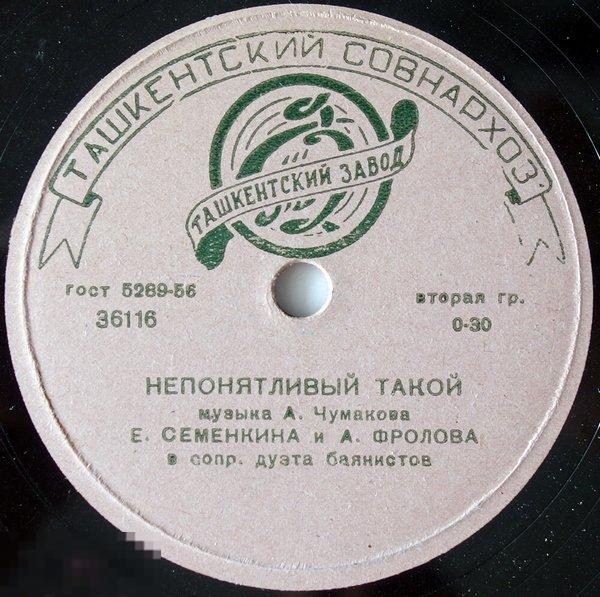 ТАШКЕНТСКИЙ СОВНАРХОЗ
ТАШКЕНТСКИЙ ЗАВОД
гост 5289-56
вторая гр.
36116
0-30
НЕПОНЯТЛИВЫЙ ТАКОЙ
музыка А. Чумакова
Е. СЕМЕНКИНА и А. ФРОЛОВА
в сопр. дуэта баянистов